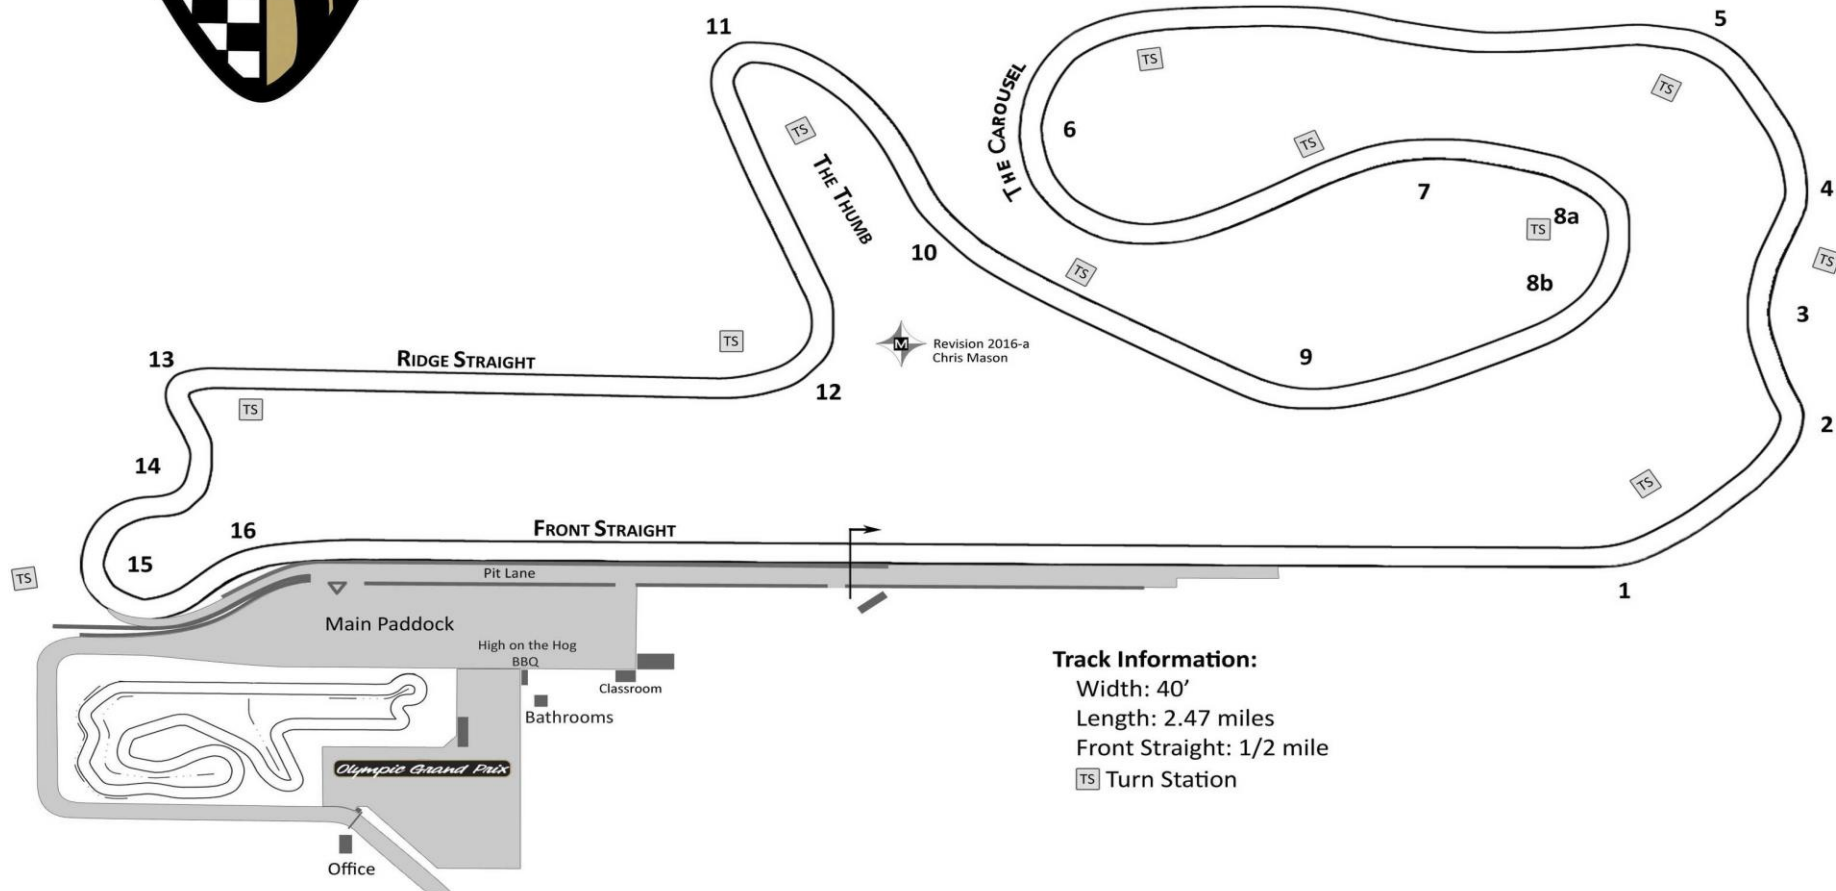 11
5
TS
TS
THE CAROUSEL
6
TS
TS
THE THUMB
7
4
8a
TS
10
TS
TS
8b
3
TS
M
Revision 2016-a
Chris Mason
9
13
RIDGE STRAIGHT
12
TS
2
14
TS
16
FRONT STRAIGHT
15
TS
Pit Lane
1
Main Paddock
High on the Hog
BBQ
Classroom
Bathrooms
Olympic Grand Prix
Office
Track Information:
Width: 40’
Length: 2.47 miles
Front Straight: 1/2 mile
TS Turn Station